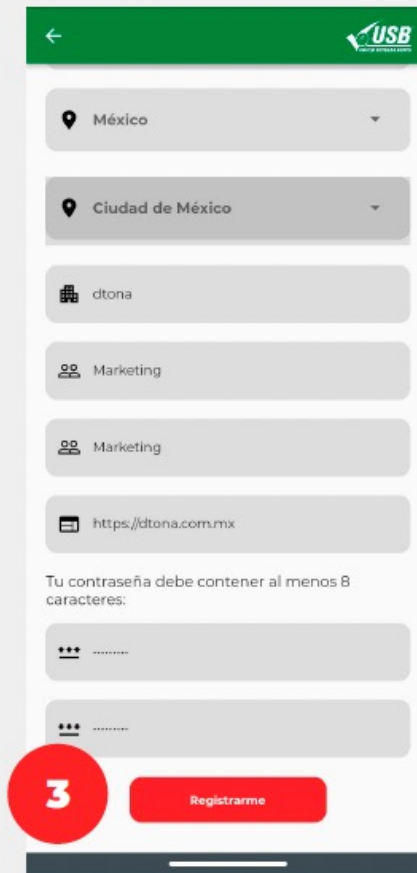 USB
México
Ciudad de México
dtona
Marketing
Marketing
https://dtona.com.mx
Tu contraseña debe contener al menos 8
caracteres:
.........
.........
3
Registrarme